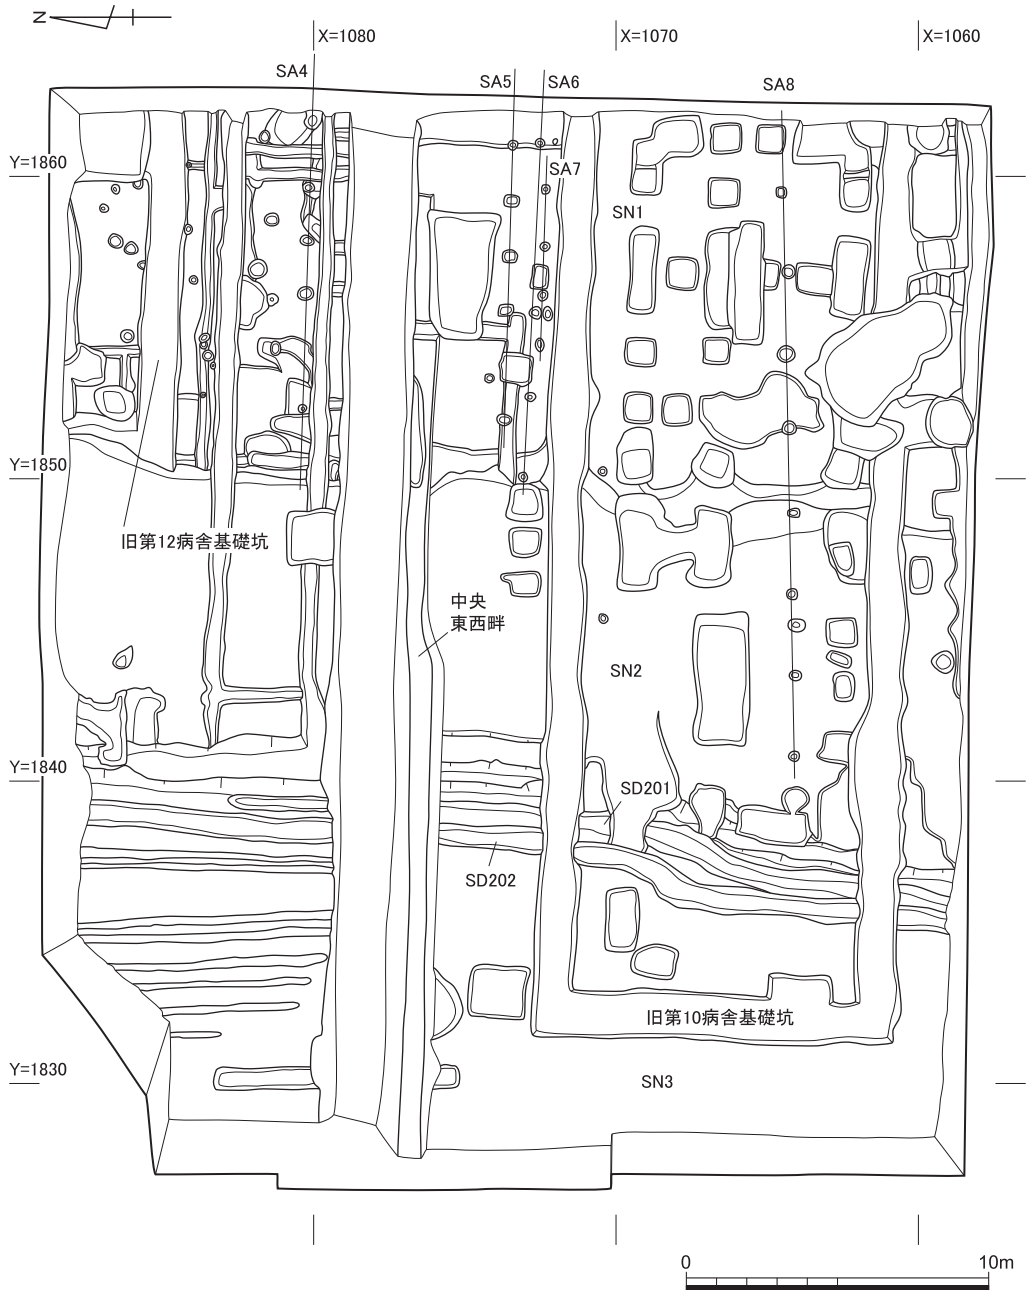 N
X=1080
X=1070
X=1060
SA4
SA5
SA6
SA8
Y=1860
SA7
SN1
Y=1850
旧第12病舎基礎坑
中央
東西畔
SN2
Y=1840
SD201
SD202
旧第10病舎基礎坑
Y=1830
SN3
0
10m